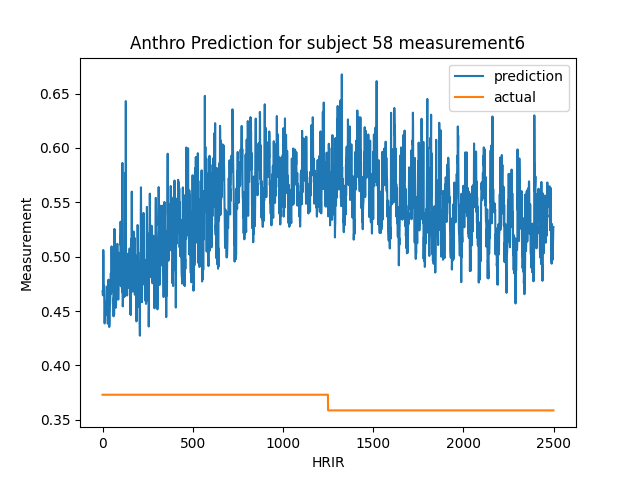 Anthro Prediction for subject 58 measurement6
prediction
actual
0.65
0.60
0.55
0.50
0.45
0.40
0.35
Measurement
0 500 1000 1500 2000 2500
HRIR